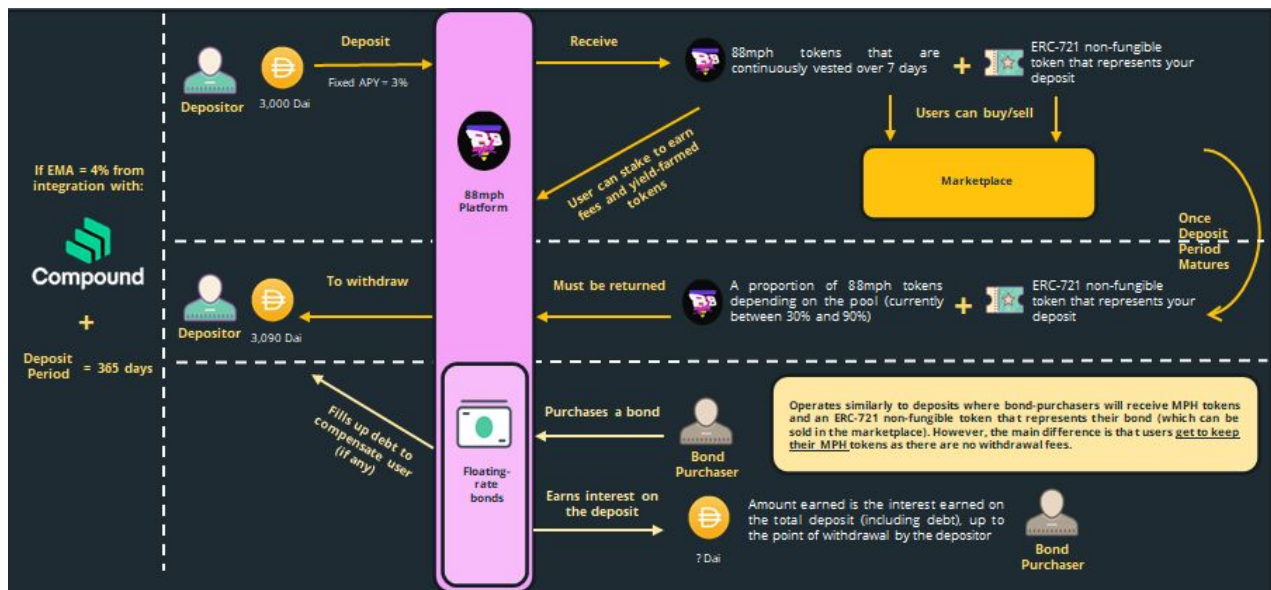 If EMA = 4% from
integration with:
Compound
+
Deposit
Period = 365 days
Depositor
3,000 Dai
Deposit
Fixed APY = 3%
88mph
Platform
Receive
88mph tokens that are
continuously vested over 7 days
+
ERC-721 non-fungible
token that represents your
deposit
Users can buy/sell
Marketplace
User can stake to earn
fees and yield-farmed
tokens
Once
Deposit
Period
Matures
Depositor
3,090 Dai
To withdraw
Must be returned
A proportion of 88mph tokens
depending on the pool (currently
between 30% and 90%)
+
ERC-721 non-fungible
token that represents your
deposit
Fills up debt to
compensate user
(if any)
Floating-
rate
bonds
Purchases a bond
Bond
Purchaser
Operates similarly to deposits where bond-purchasers will receive MPH tokens
and an ERC-721 non-fungible token that represents their bond (which can be
sold in the marketplace). However, the main difference is that users get to keep
their MPH tokens as there are no withdrawal fees.
Earns interest on
the deposit
? Dai
Amount earned is the interest earned on
the total deposit (including debt), up to
the point of withdrawal by the depositor
Bond
Purchaser